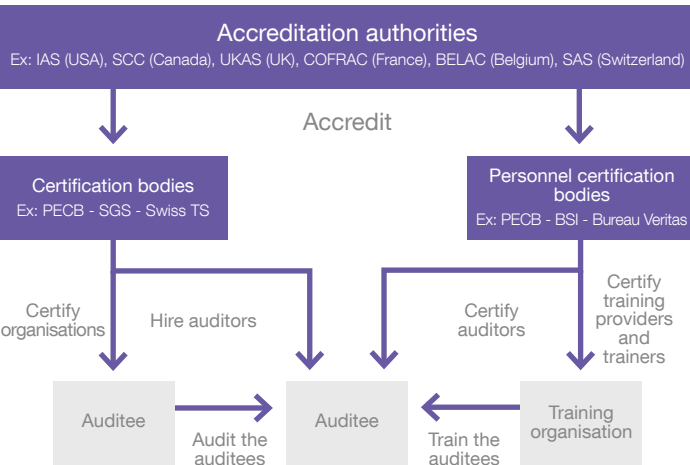 Accreditation authorities
Ex: IAS (USA), SCC (Canada), UKAS (UK), COFRAC (France), BELAC (Belgium), SAS (Switzerland)
Accredit
Certification bodies
Ex: PECB - SGS - Swiss TS
Personnel certification
bodies
Ex: PECB - BSI - Bureau Veritas
Certify
organisations
Hire auditors
Certify
auditors
Certify
training
providers
and
trainers
Auditee
Audit the
auditees
Auditee
Train the
auditees
Training
organisation